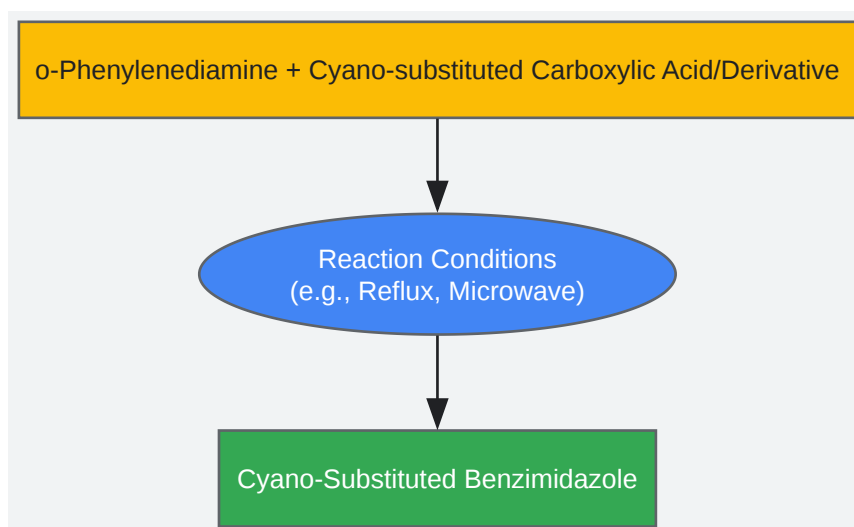 o-Phenylenediamine + Cyano-substituted Carboxylic Acid/Derivative
Reaction Conditions
(e.g., Reflux, Microwave)
Cyano-Substituted Benzimidazole